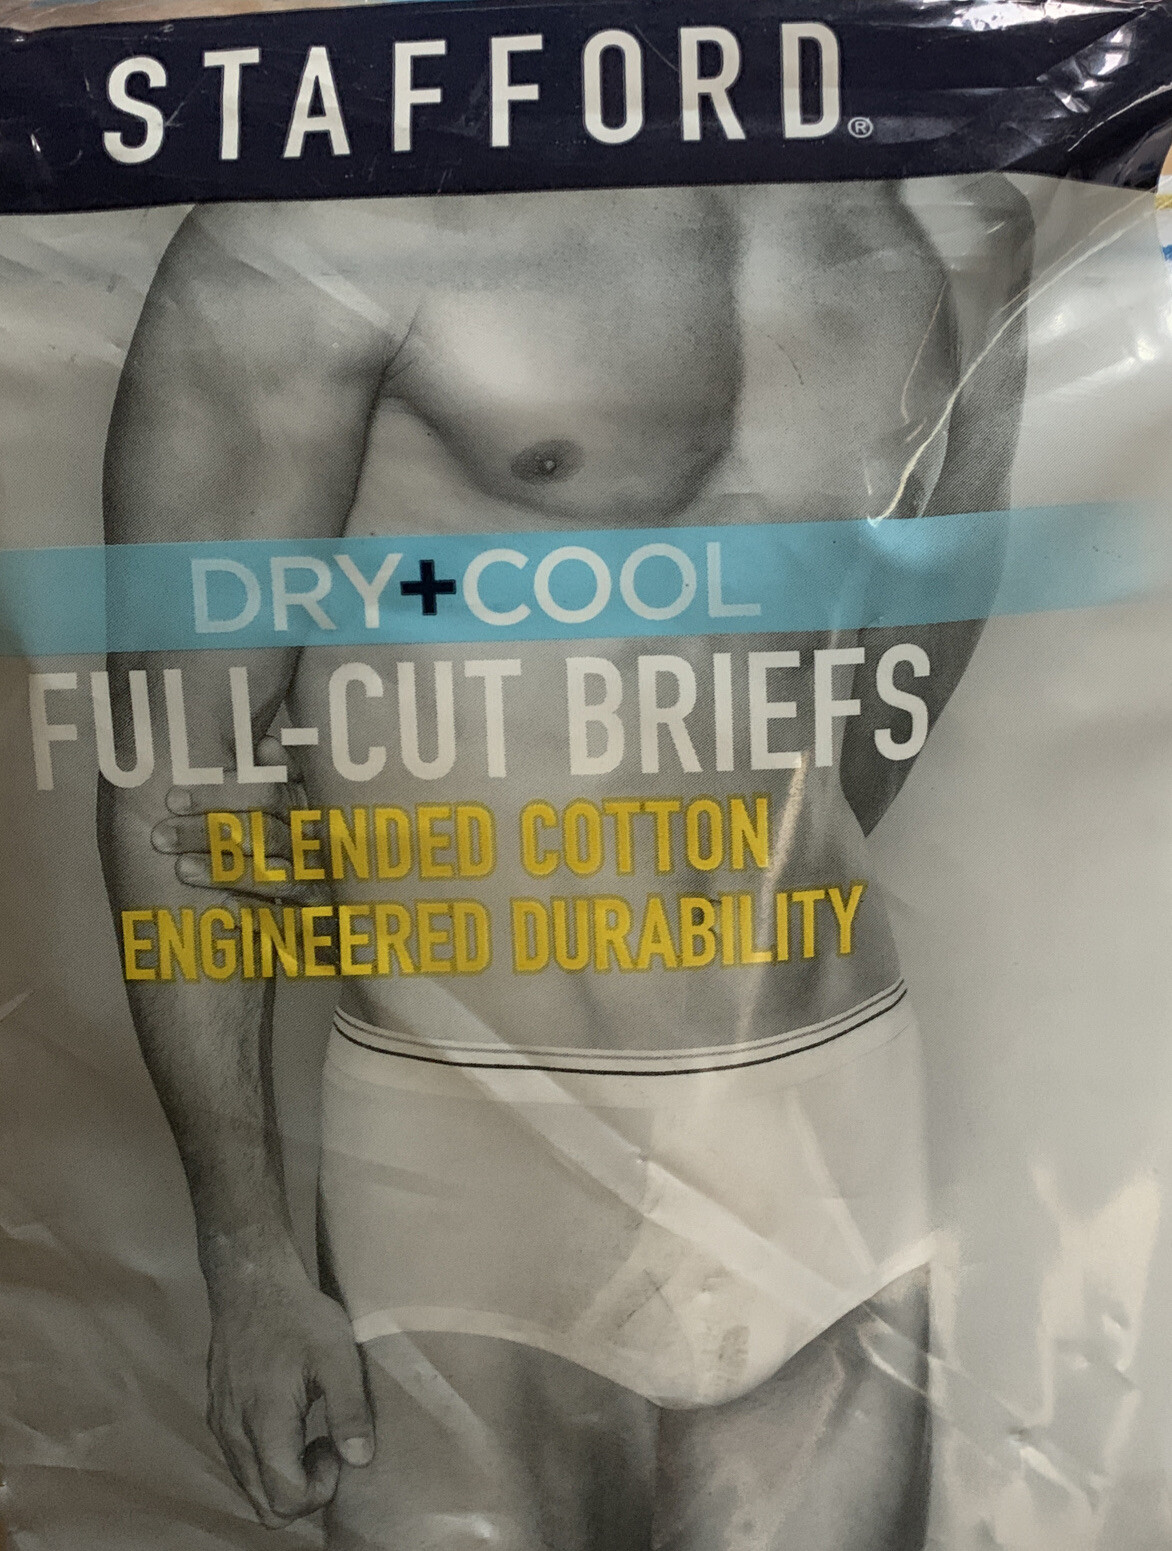 STAFFORD®
DRY+COOL
FULL-CUT BRIEFS
BLENDED COTTON
ENGINEERED DURABILITY